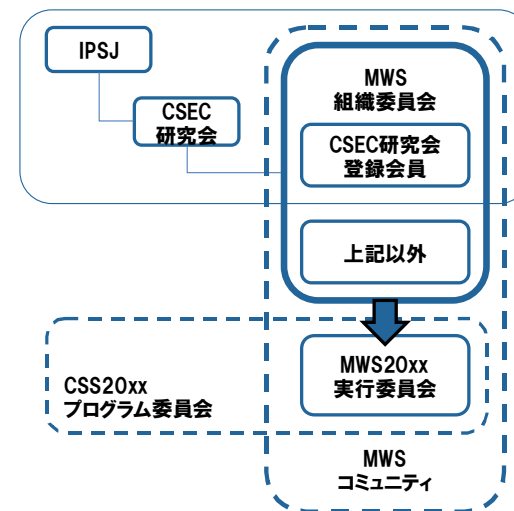 IPSJ
CSEC
研究会
MWS
組織委員会
CSEC研究会
登録会員
上記以外
MWS20xx
実行委員会
CSS20xx
プログラム委員会
MWS
コミュニティ